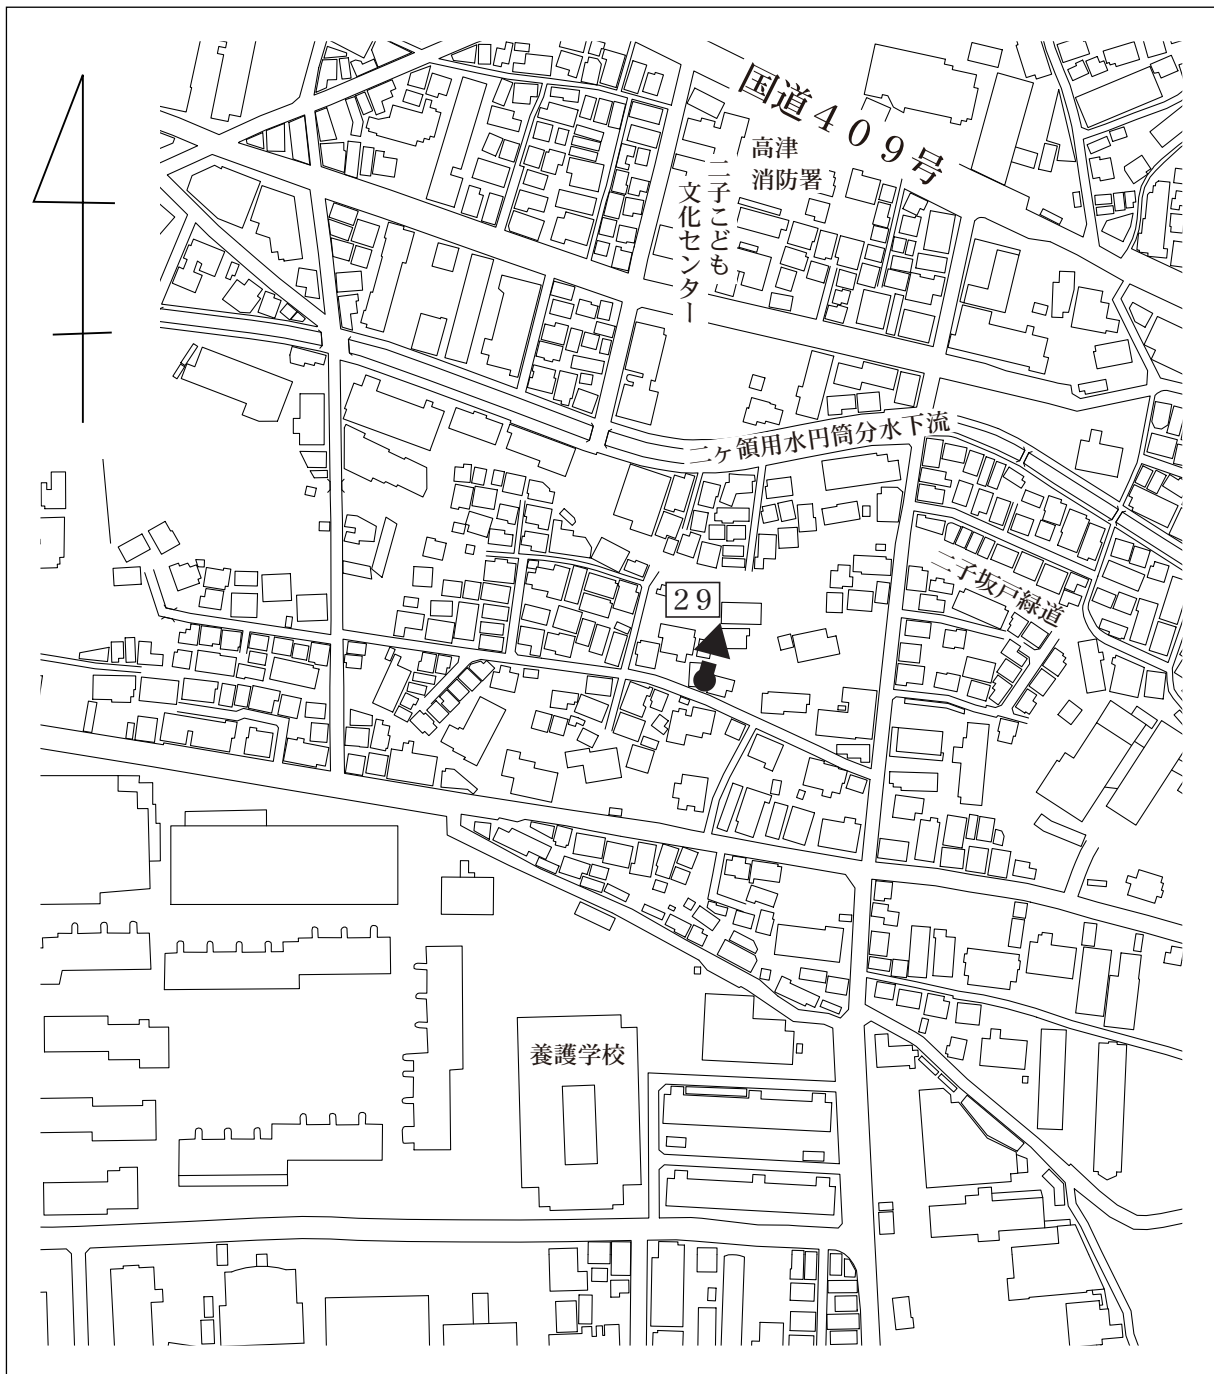 国道４０９号
高津
消防署
二子こども
文化センター
二ヶ領用水円筒分水下流
二子坂戸緑道
２９
養護学校